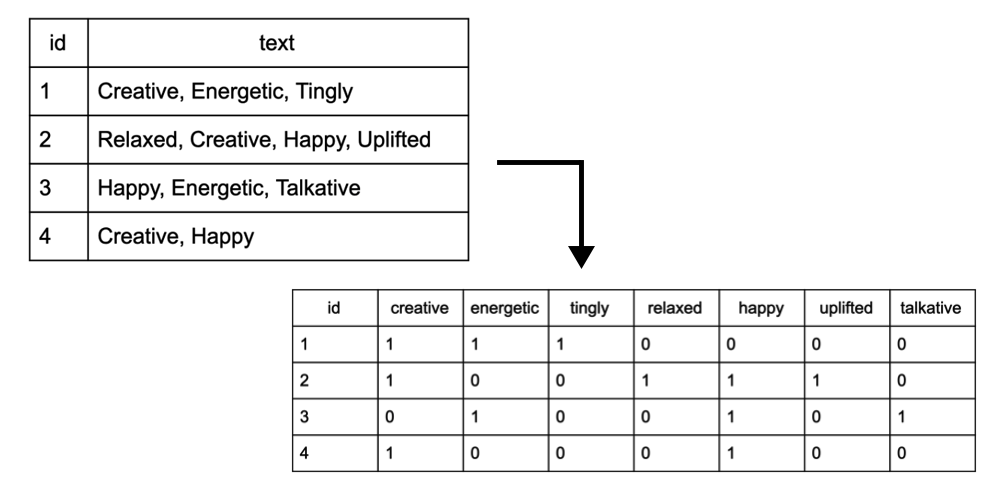 id text
1 Creative, Energetic, Tingly
2 Relaxed, Creative, Happy, Uplifted
3 Happy, Energetic, Talkative
4 Creative, Happy
id creative energetic tingly relaxed happy uplifted talkative
1 1 1 1 0 0 0 0
2 1 0 0 1 1 1 0
3 0 1 0 0 1 0 1
4 1 0 0 0 1 0 0